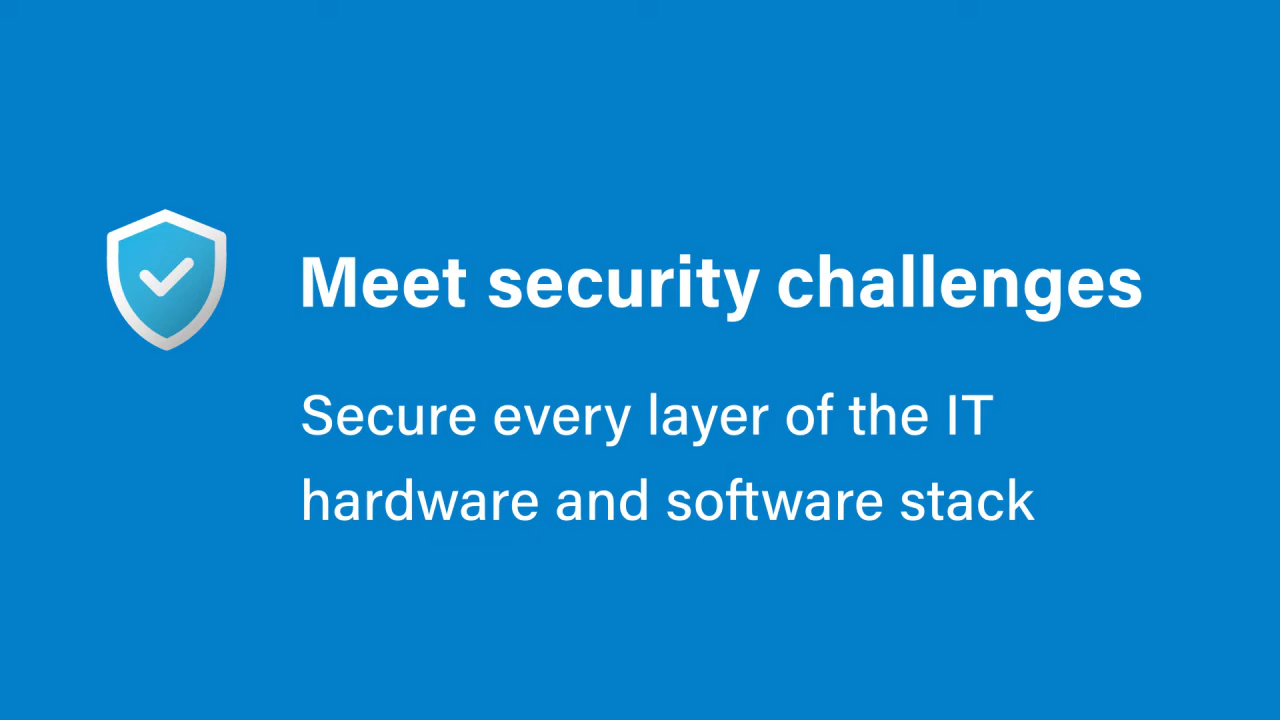 Meet security challenges
Secure every layer of the IT
hardware and software stack